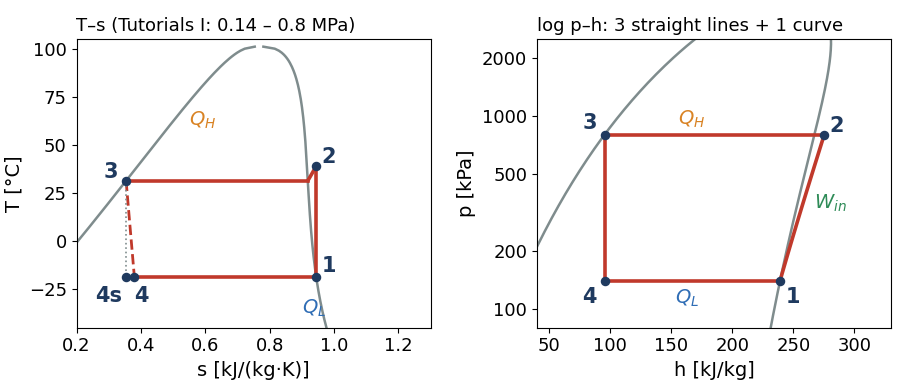 T–s (Tutorials I: 0.14 – 0.8 MPa)
100
75
50
25
0
−25
T [°C]
Q_H
3
2
1
4s
4
Q_L
0.2
0.4
0.6
0.8
1.0
1.2
s [kJ/(kg·K)]
log p–h: 3 straight lines + 1 curve
2000
1000
500
200
100
p [kPa]
3
Q_H
2
W_in
4
Q_L
1
50
100
150
200
250
300
h [kJ/kg]